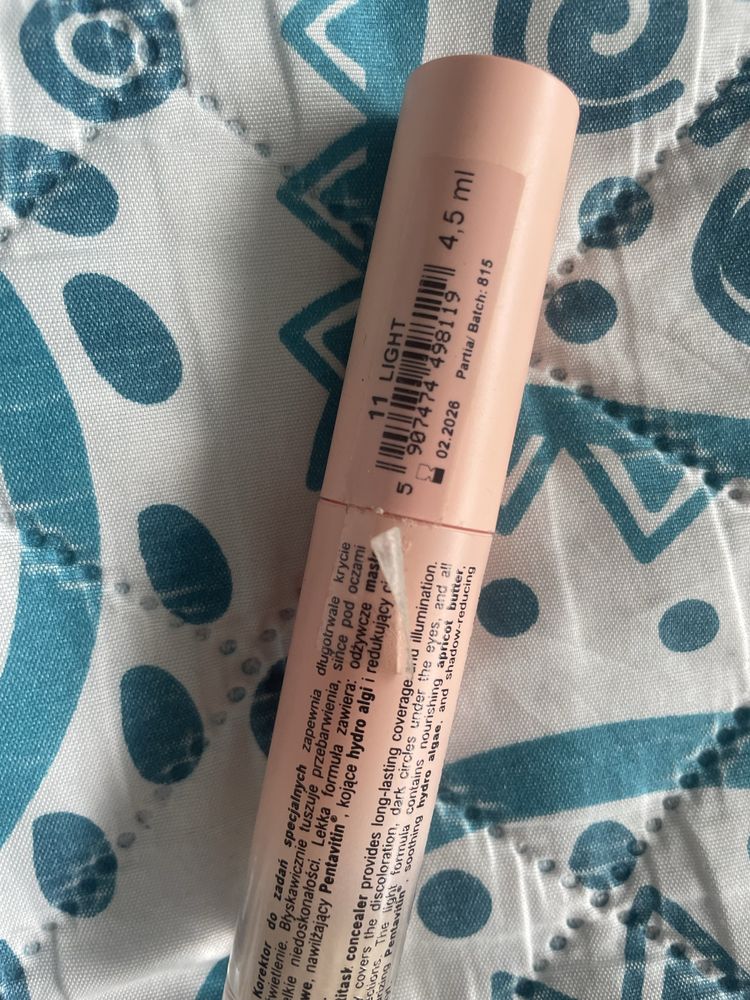 11 LIGHT 4,5 ml
5 907474 498119
02.2026 Partia/ Batch: 815
Korektor do zadań specjalnych zapewnia długotrwałe krycie
Błyskawicznie tuszuje przebarwienia, sińce pod oczami
niedoskonałości. Lekka formuła zawiera: odżywcze
nawilżający Pentavitin®, kojące hydro algi i redukujący
concealer provides long-lasting coverage and illumination.
covers the discoloration, dark circles under the eyes, and all
The light formula contains nourishing apricot butter,
Pentavitin®, soothing hydro algae, and shadow-reducing